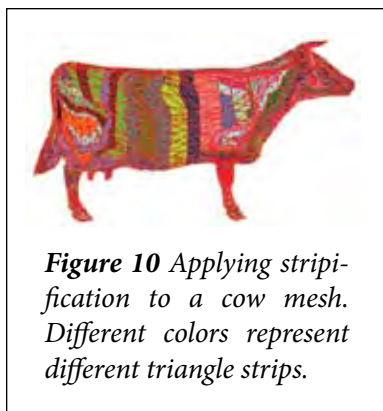 Figure 10 Applying stripi-
fication to a cow mesh.
Different colors represent
different triangle strips.